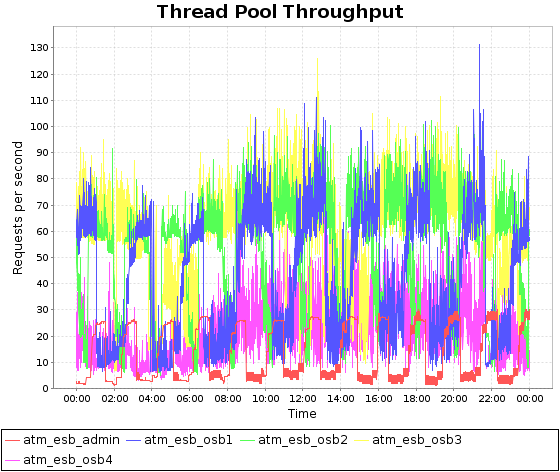 Thread Pool Throughput
Requests per second
130
120
110
100
90
80
70
60
50
40
30
20
10
0
00:00 02:00 04:00 06:00 08:00 10:00 12:00 14:00 16:00 18:00 20:00 22:00 00:00
Time
atm_esb_admin atm_esb_osb1 atm_esb_osb2 atm_esb_osb3
atm_esb_osb4